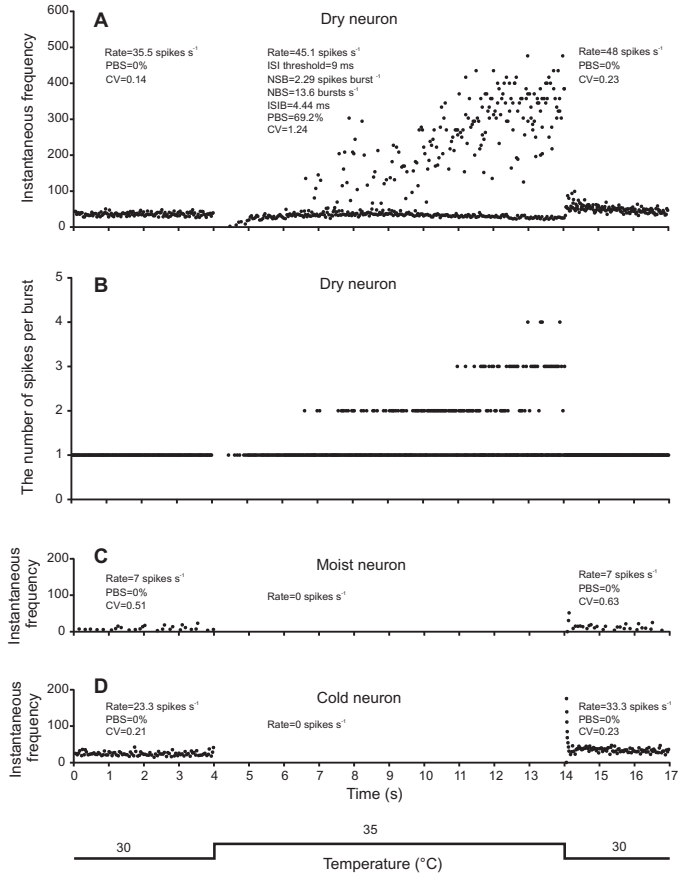 A
Dry neuron
Instantaneous frequency
600
500
400
300
200
100
0
Rate=35.5 spikes s⁻¹
PBS=0%
CV=0.14
Rate=45.1 spikes s⁻¹
ISI threshold=9 ms
NSB=2.29 spikes burst⁻¹
NBS=13.6 bursts s⁻¹
ISIB=4.44 ms
PBS=69.2%
CV=1.24
Rate=48 spikes s⁻¹
PBS=0%
CV=0.23
B
Dry neuron
The number of spikes per burst
5
4
3
2
1
0
C
Moist neuron
Instantaneous
frequency
200
100
0
Rate=7 spikes s⁻¹
PBS=0%
CV=0.51
Rate=0 spikes s⁻¹
Rate=7 spikes s⁻¹
PBS=0%
CV=0.63
D
Cold neuron
Instantaneous
frequency
200
100
0
Rate=23.3 spikes s⁻¹
PBS=0%
CV=0.21
Rate=0 spikes s⁻¹
Rate=33.3 spikes s⁻¹
PBS=0%
CV=0.23
0 1 2 3 4 5 6 7 8 9 10 11 12 13 14 15 16 17
Time (s)
30
35
30
Temperature (°C)